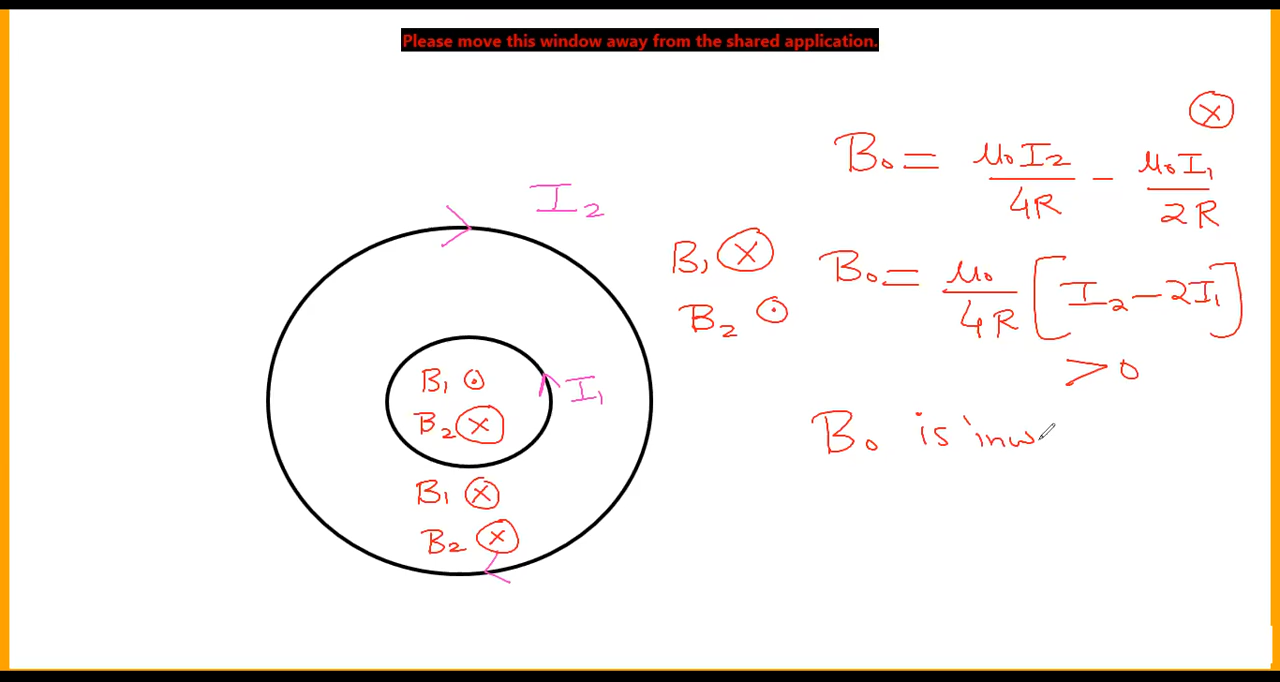 Please move this window away from the shared application.
I₂
B₀ = μ₀I₂/4R − μ₀I₁/2R ⊗
B₁ ⊗
B₂ ⊙
B₀ = μ₀/4R [I₂ − 2I₁]
> 0
B₁ ⊙
B₂ ⊗
I₁
B₀ is inw
B₁ ⊗
B₂ ⊗